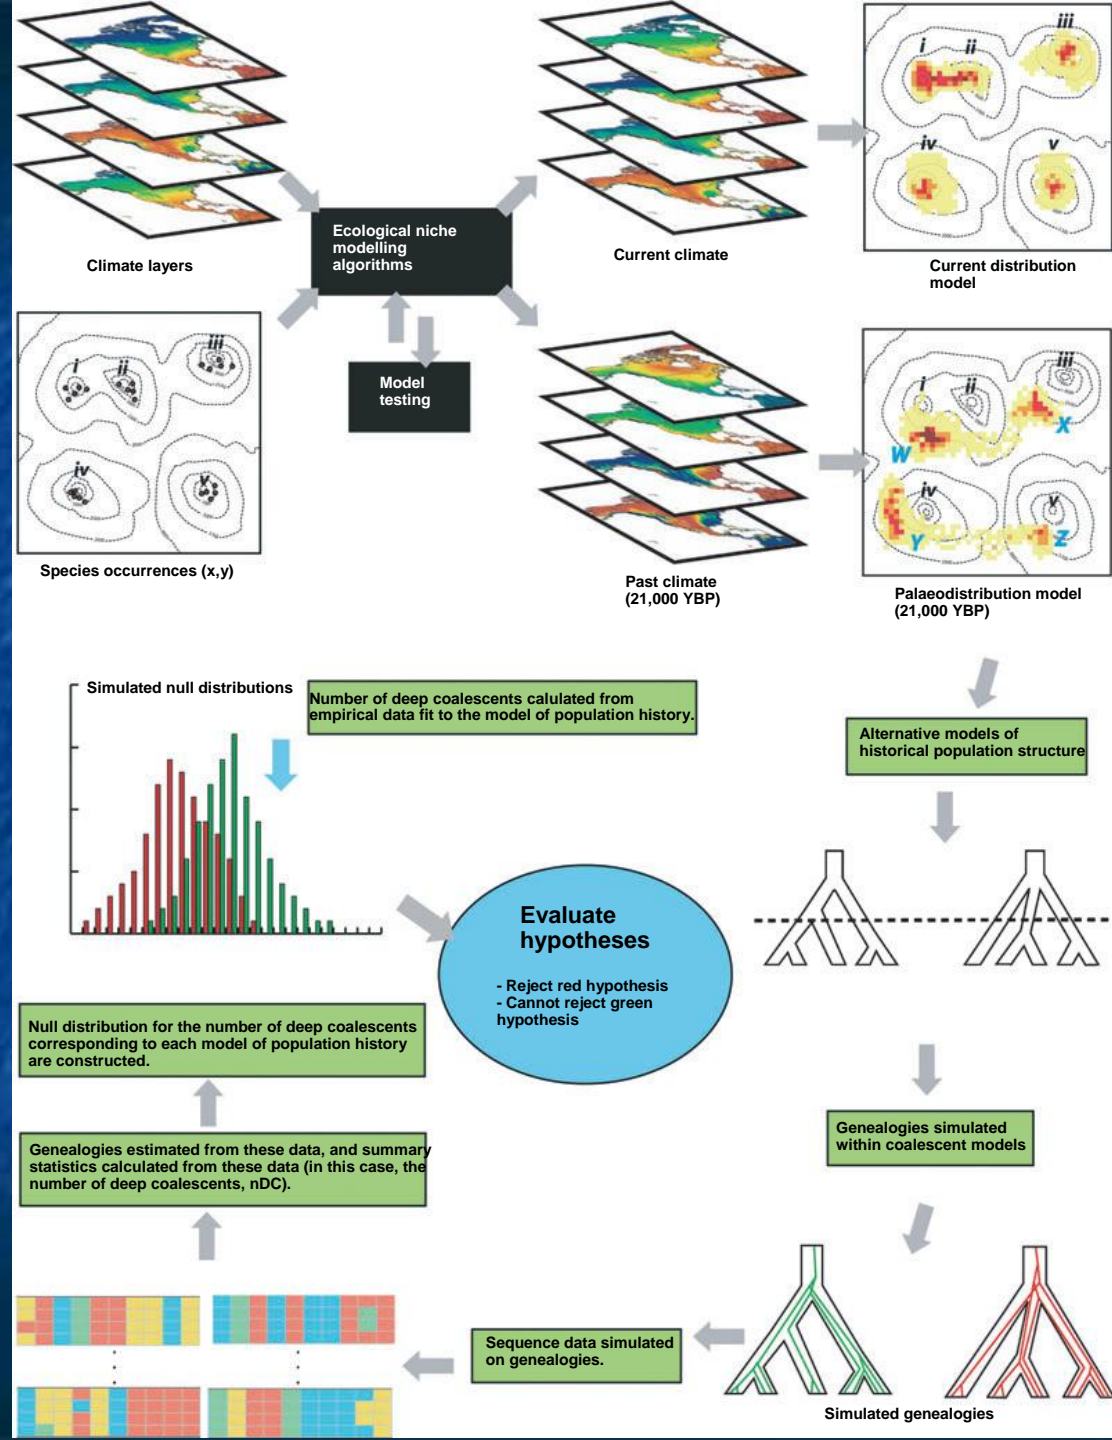 i
ii
iii
iv
v
Climate layers
Ecological niche
modelling
algorithms
Current climate
Current distribution
model
i
ii
iii
iv
v
Model
testing
Species occurrences (x,y)
Past climate
(21,000 YBP)
i
ii
iii
W
X
iv
v
Y
Z
Palaeodistribution model
(21,000 YBP)
Simulated null distributions
Number of deep coalescents calulated from
empirical data fit to the model of population history.
Alternative models of
historical population structure
Evaluate
hypotheses
- Reject red hypothesis
- Cannot reject green
hypothesis
Null distribution for the number of deep coalescents
corresponding to each model of population history
are constructed.
Genealogies simulated
within coalescent models
Genealogies estimated from these data, and summary
statistics calculated from these data (in this case, the
number of deep coalescents, nDC).
Sequence data simulated
on genealogies.
Simulated genealogies